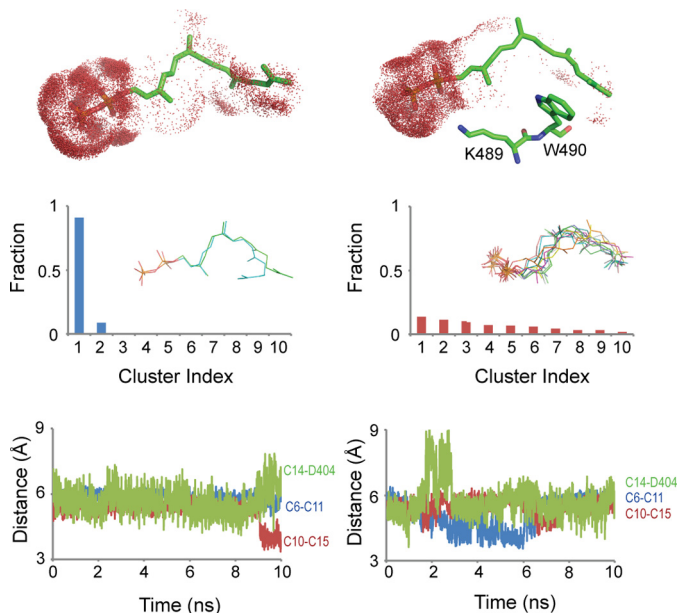 K489
W490
1
0.5
0
Fraction
1 2 3 4 5 6 7 8 9 10
Cluster Index
1
0.5
0
Fraction
1 2 3 4 5 6 7 8 9 10
Cluster Index
9
6
3
Distance (Å)
C14-D404
C6-C11
C10-C15
0 2 4 6 8 10
Time (ns)
9
6
3
Distance (Å)
C14-D404
C6-C11
C10-C15
0 2 4 6 8 10
Time (ns)